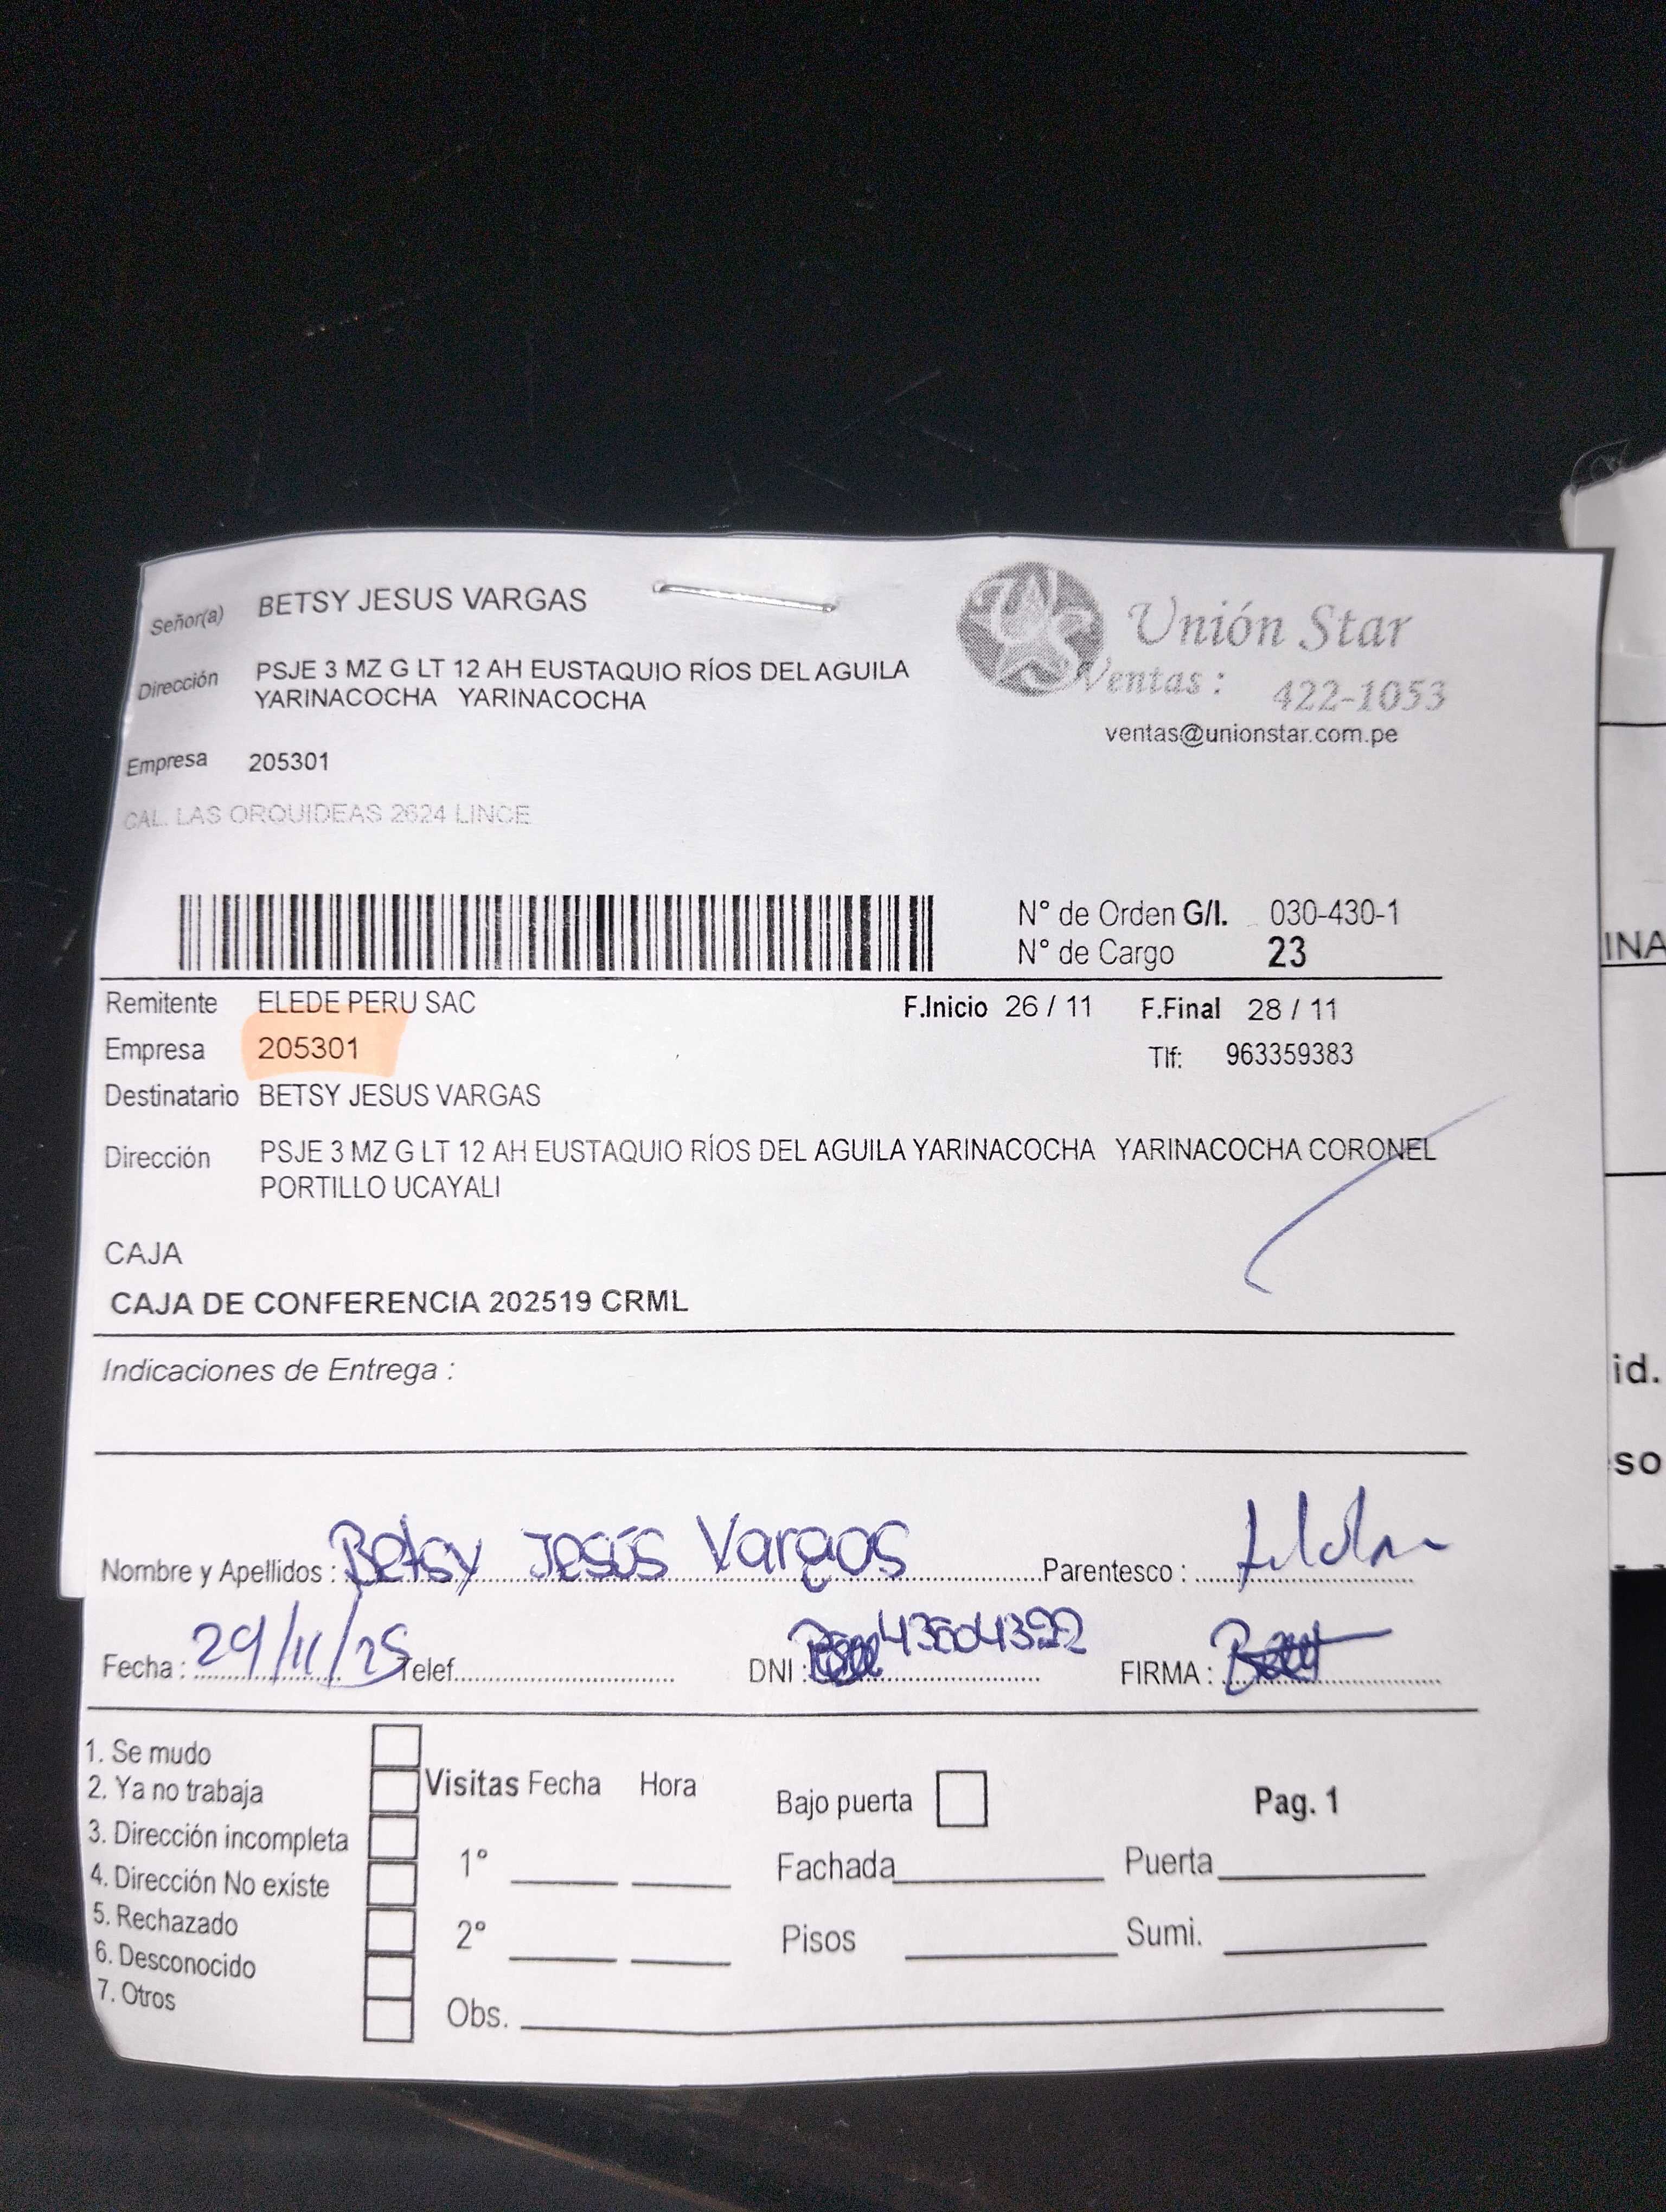 Señor(a) BETSY JESUS VARGAS
Dirección PSJE 3 MZ G LT 12 AH EUSTAQUIO RÍOS DEL AGUILA
YARINACOCHA YARINACOCHA
Empresa 205301
CAL. LAS ORQUIDEAS 2624 LINCE
Unión Star
Ventas : 422-1053
ventas@unionstar.com.pe
N° de Orden G/I. 030-430-1
N° de Cargo 23
Remitente ELEDE PERU SAC F.Inicio 26 / 11 F.Final 28 / 11
Empresa 205301 Tlf: 963359383
Destinatario BETSY JESUS VARGAS
Dirección PSJE 3 MZ G LT 12 AH EUSTAQUIO RÍOS DEL AGUILA YARINACOCHA YARINACOCHA CORONEL
PORTILLO UCAYALI
CAJA
CAJA DE CONFERENCIA 202519 CRML
Indicaciones de Entrega :
Nombre y Apellidos : Betsy Jesús Vargas Parentesco :
Fecha : 29/11/25 Telef. DNI : FIRMA :
1. Se mudo
2. Ya no trabaja
3. Dirección incompleta
4. Dirección No existe
5. Rechazado
6. Desconocido
7. Otros
Visitas Fecha Hora
1°
2°
Obs.
Bajo puerta Pag. 1
Fachada Puerta
Pisos Sumi.
INA
id.
so